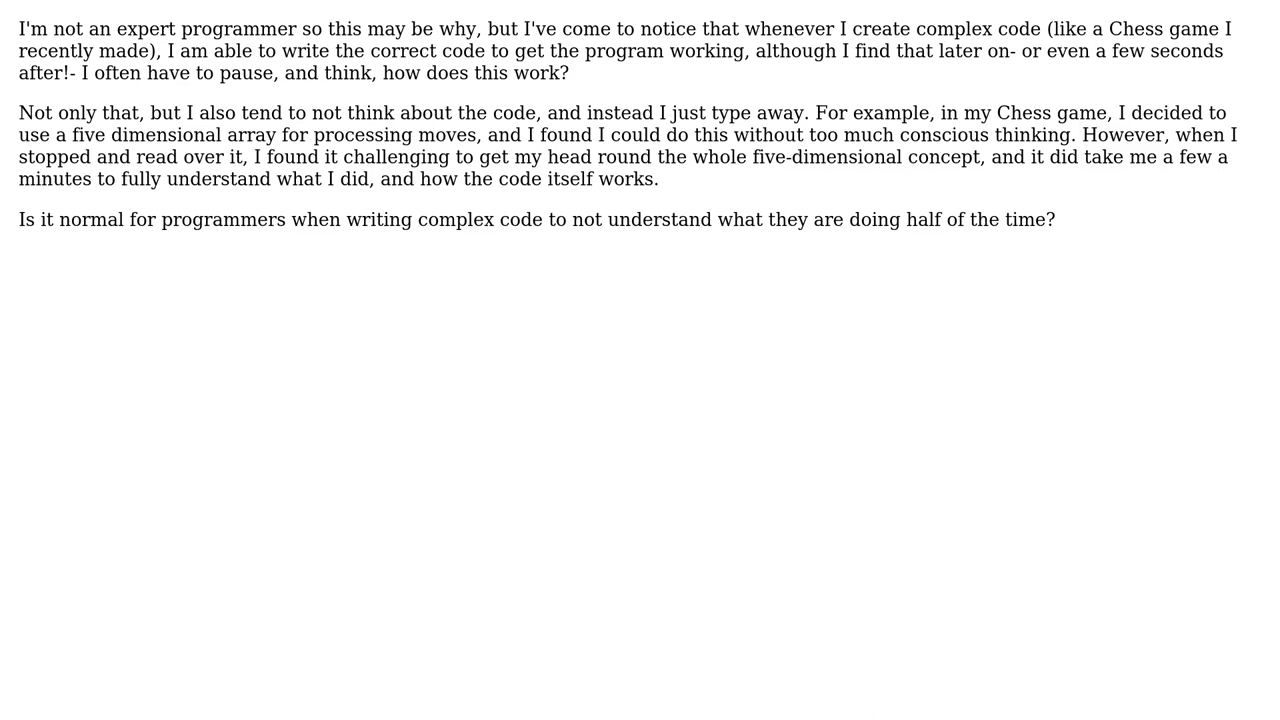 I'm not an expert programmer so this may be why, but I've come to notice that whenever I create complex code (like a Chess game I
recently made), I am able to write the correct code to get the program working, although I find that later on- or even a few seconds
after!- I often have to pause, and think, how does this work?
Not only that, but I also tend to not think about the code, and instead I just type away. For example, in my Chess game, I decided to
use a five dimensional array for processing moves, and I found I could do this without too much conscious thinking. However, when I
stopped and read over it, I found it challenging to get my head round the whole five-dimensional concept, and it did take me a few a
minutes to fully understand what I did, and how the code itself works.
Is it normal for programmers when writing complex code to not understand what they are doing half of the time?